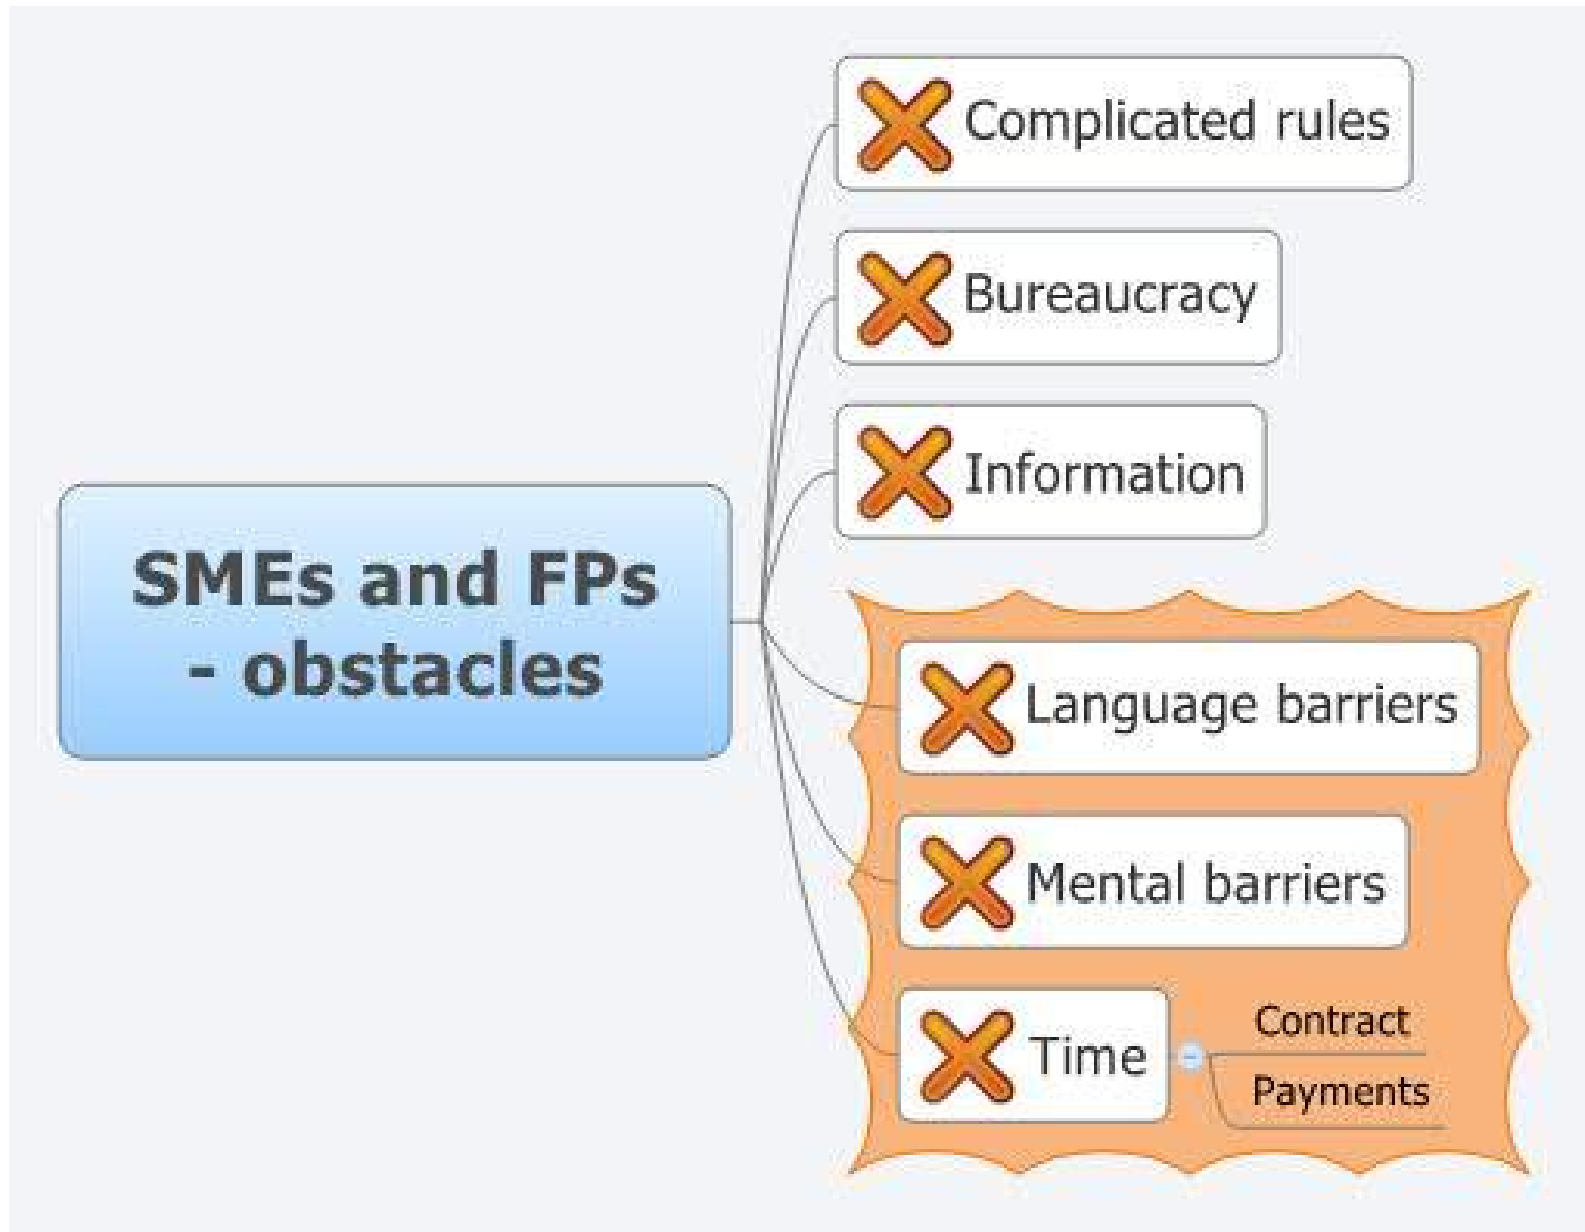 SMEs and FPs
- obstacles
Complicated rules
Bureaucracy
Information
Language barriers
Mental barriers
Time
Contract
Payments